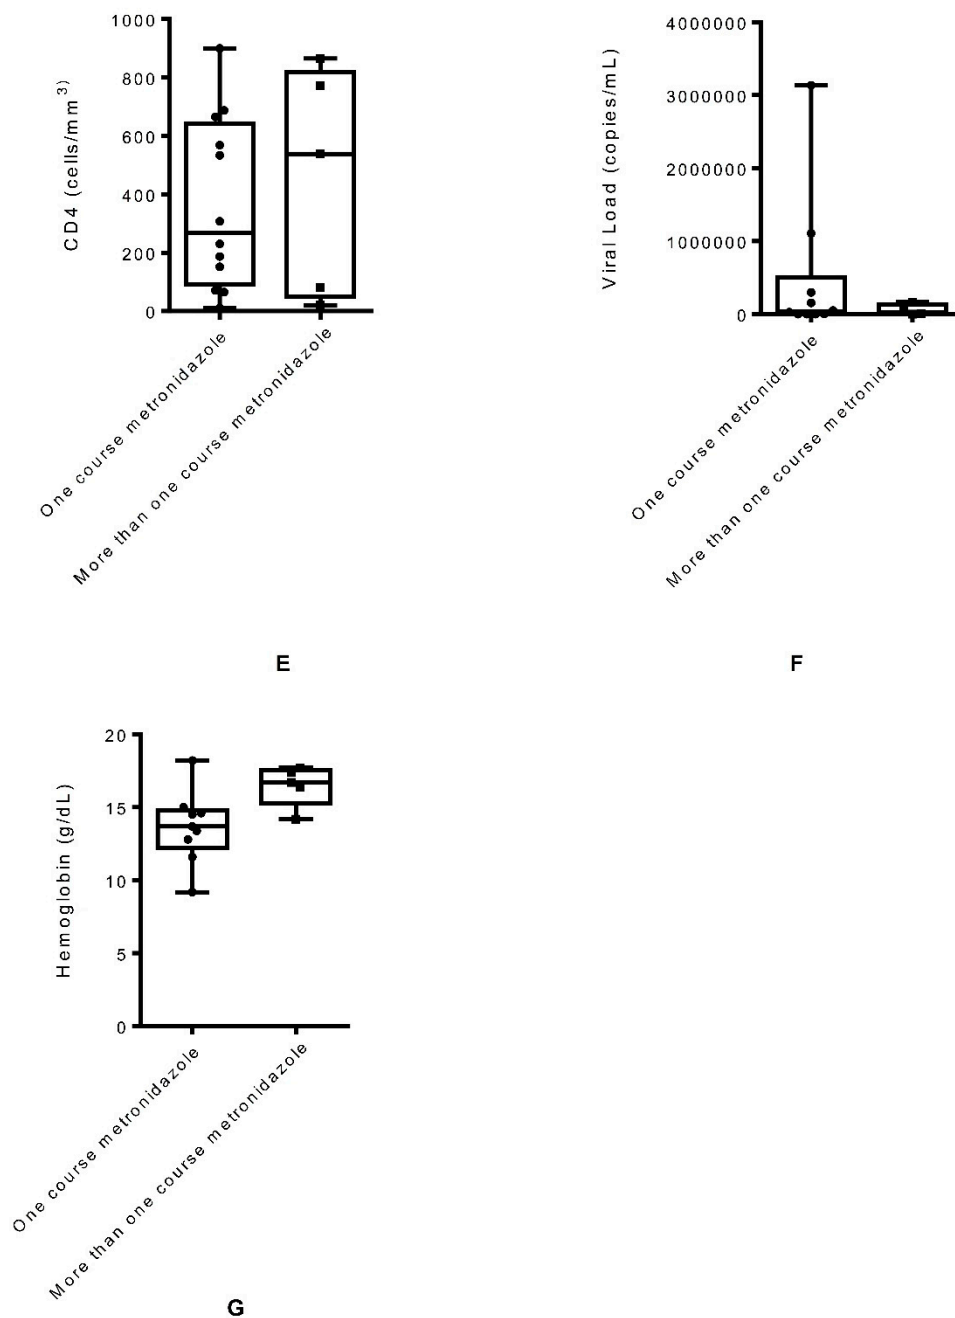 1000
800
600
400
200
0
CD4 (cells/mm3)
One course metronidazole
More than one course metronidazole
E
4000000
3000000
2000000
1000000
0
Viral Load (copies/mL)
One course metronidazole
More than one course metronidazole
F
20
15
10
5
0
Hemoglobin (g/dL)
One course metronidazole
More than one course metronidazole
G